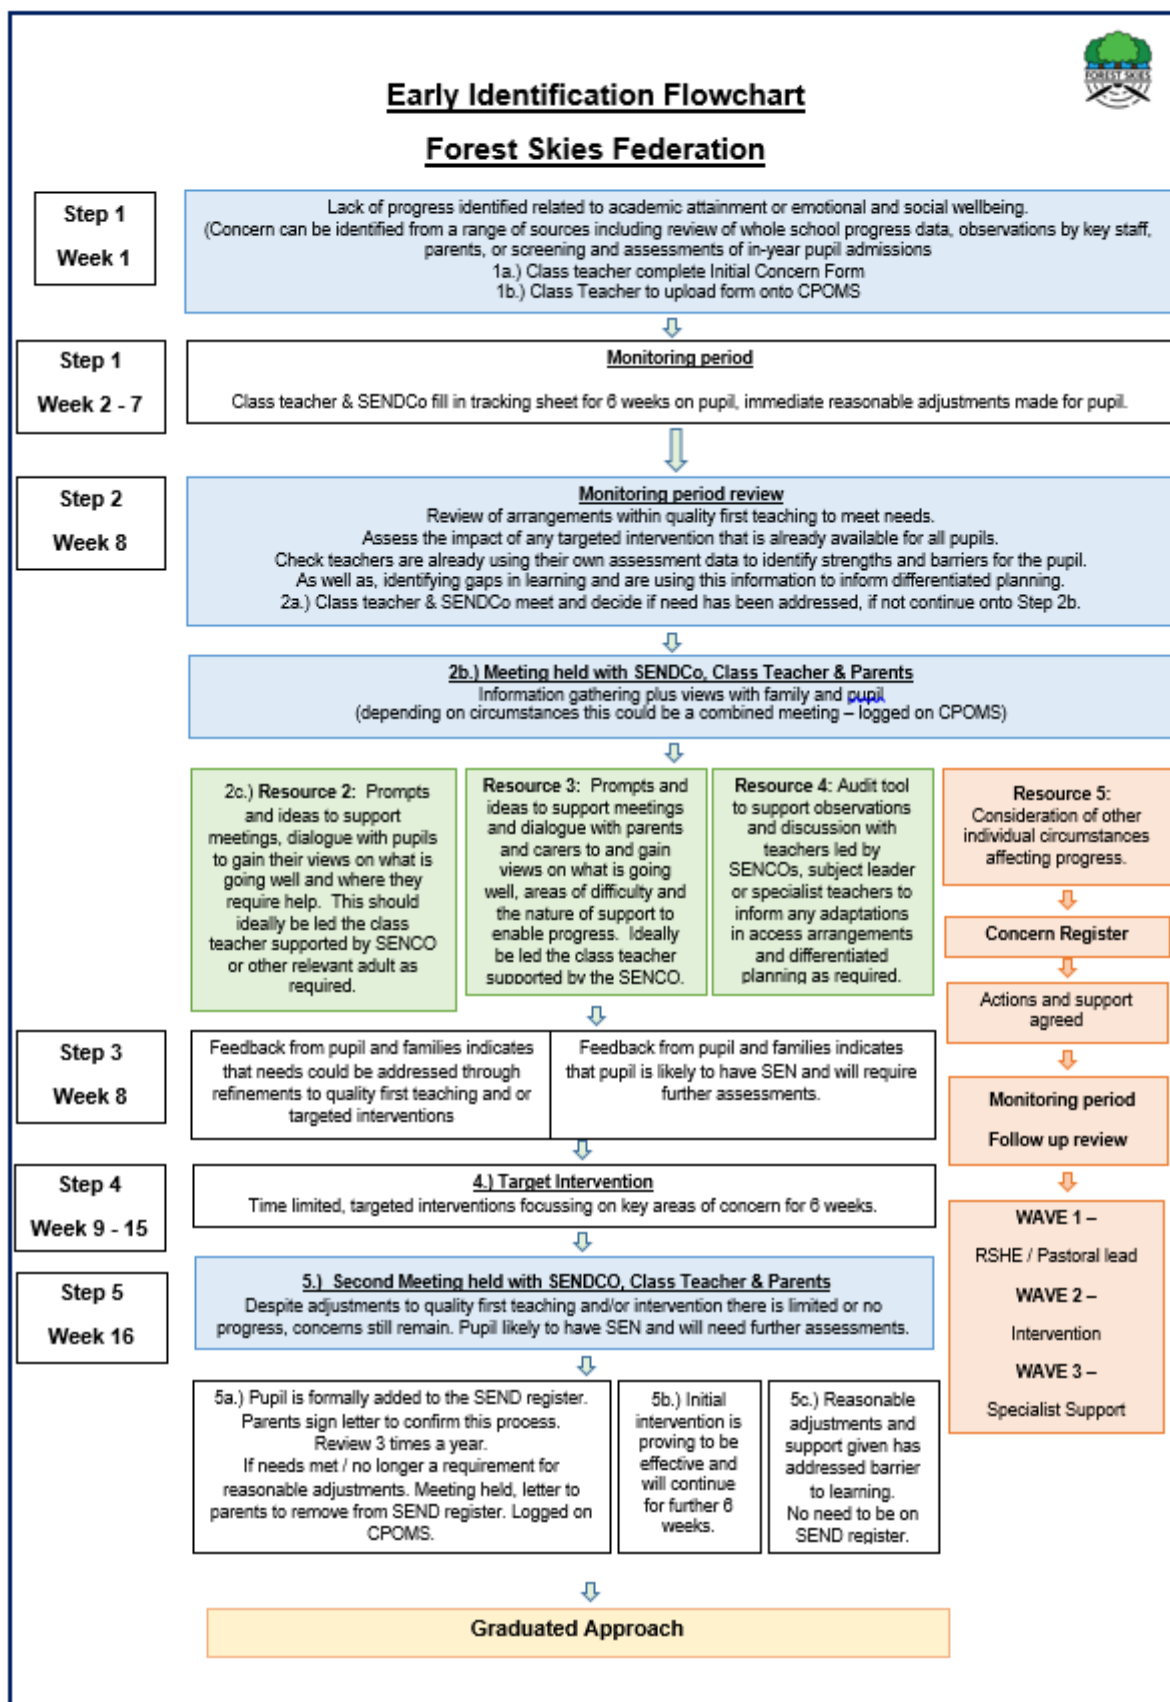 FOREST SKIES
Early Identification Flowchart
Forest Skies Federation
Step 1
Week 1
Lack of progress identified related to academic attainment or emotional and social wellbeing.
(Concern can be identified from a range of sources including review of whole school progress data, observations by key staff,
parents, or screening and assessments of in-year pupil admissions
1a.) Class teacher complete Initial Concern Form
1b.) Class Teacher to upload form onto CPOMS
Step 1
Week 2 - 7
Monitoring period
Class teacher & SENDCo fill in tracking sheet for 6 weeks on pupil, immediate reasonable adjustments made for pupil.
Step 2
Week 8
Monitoring period review
Review of arrangements within quality first teaching to meet needs.
Assess the impact of any targeted intervention that is already available for all pupils.
Check teachers are already using their own assessment data to identify strengths and barriers for the pupil.
As well as, identifying gaps in learning and are using this information to inform differentiated planning.
2a.) Class teacher & SENDCo meet and decide if need has been addressed, if not continue onto Step 2b.
2b.) Meeting held with SENDCo, Class Teacher & Parents
Information gathering plus views with family and pupil
(depending on circumstances this could be a combined meeting – logged on CPOMS)
2c.) Resource 2: Prompts
and ideas to support
meetings, dialogue with pupils
to gain their views on what is
going well and where they
require help. This should
ideally be led the class
teacher supported by SENCO
or other relevant adult as
required.
Resource 3: Prompts and
ideas to support meetings
and dialogue with parents
and carers to and gain
views on what is going
well, areas of difficulty and
the nature of support to
enable progress. Ideally
be led the class teacher
supported by the SENCO.
Resource 4: Audit tool
to support observations
and discussion with
teachers led by
SENCOs, subject leader
or specialist teachers to
inform any adaptations
in access arrangements
and differentiated
planning as required.
Resource 5:
Consideration of other
individual circumstances
affecting progress.
Concern Register
Actions and support
agreed
Monitoring period
Follow up review
WAVE 1 –
RSHE / Pastoral lead
WAVE 2 –
Intervention
WAVE 3 –
Specialist Support
Step 3
Week 8
Feedback from pupil and families indicates
that needs could be addressed through
refinements to quality first teaching and or
targeted interventions
Feedback from pupil and families indicates
that pupil is likely to have SEN and will require
further assessments.
Step 4
Week 9 - 15
4.) Target Intervention
Time limited, targeted interventions focussing on key areas of concern for 6 weeks.
Step 5
Week 16
5.) Second Meeting held with SENDCO, Class Teacher & Parents
Despite adjustments to quality first teaching and/or intervention there is limited or no
progress, concerns still remain. Pupil likely to have SEN and will need further assessments.
5a.) Pupil is formally added to the SEND register.
Parents sign letter to confirm this process.
Review 3 times a year.
If needs met / no longer a requirement for
reasonable adjustments. Meeting held, letter to
parents to remove from SEND register. Logged on
CPOMS.
5b.) Initial
intervention is
proving to be
effective and
will continue
for further 6
weeks.
5c.) Reasonable
adjustments and
support given has
addressed barrier
to learning.
No need to be on
SEND register.
Graduated Approach